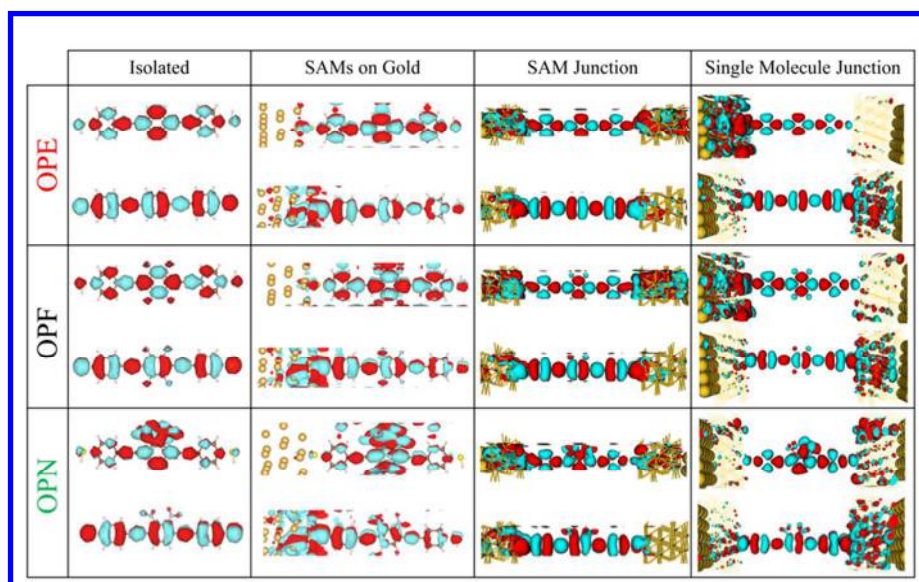 Isolated
SAMs on Gold
SAM Junction
Single Molecule Junction
OPE
OPF
OPN